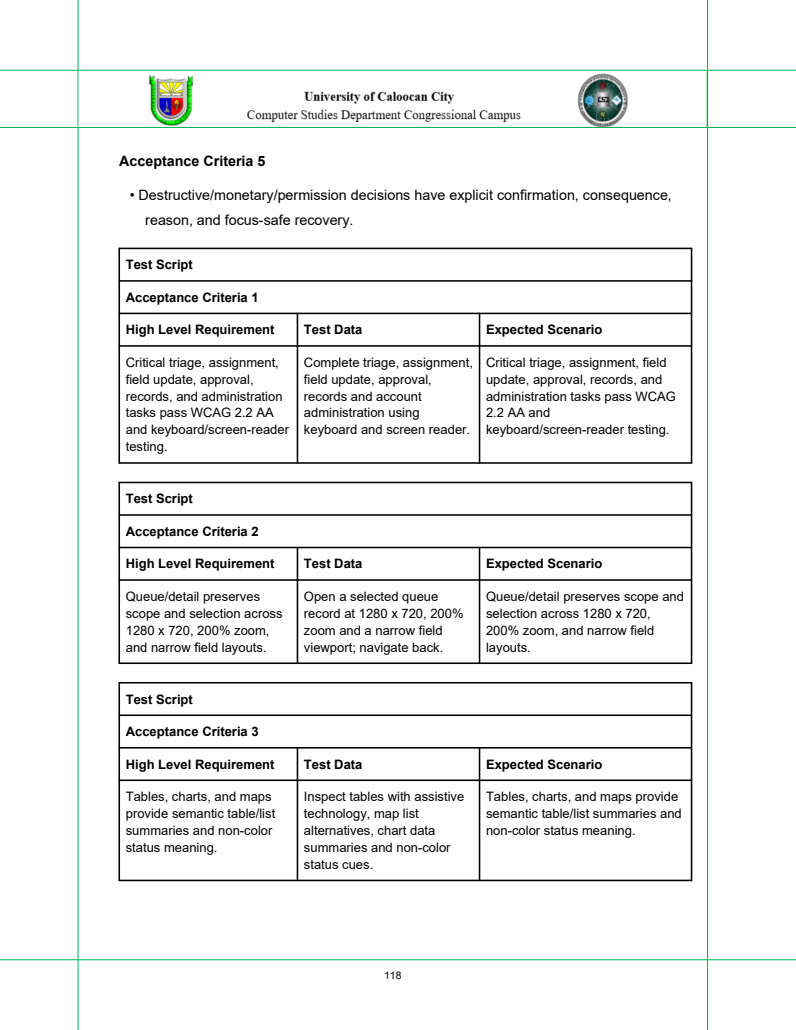 University of Caloocan City
Computer Studies Department Congressional Campus
Acceptance Criteria 5
• Destructive/monetary/permission decisions have explicit confirmation, consequence,
reason, and focus-safe recovery.
Test Script
Acceptance Criteria 1
High Level Requirement
Test Data
Expected Scenario
Critical triage, assignment,
field update, approval,
records, and administration
tasks pass WCAG 2.2 AA
and keyboard/screen-reader
testing.
Complete triage, assignment,
field update, approval,
records and account
administration using
keyboard and screen reader.
Critical triage, assignment, field
update, approval, records, and
administration tasks pass WCAG
2.2 AA and
keyboard/screen-reader testing.
Test Script
Acceptance Criteria 2
High Level Requirement
Test Data
Expected Scenario
Queue/detail preserves
scope and selection across
1280 x 720, 200% zoom,
and narrow field layouts.
Open a selected queue
record at 1280 x 720, 200%
zoom and a narrow field
viewport; navigate back.
Queue/detail preserves scope and
selection across 1280 x 720,
200% zoom, and narrow field
layouts.
Test Script
Acceptance Criteria 3
High Level Requirement
Test Data
Expected Scenario
Tables, charts, and maps
provide semantic table/list
summaries and non-color
status meaning.
Inspect tables with assistive
technology, map list
alternatives, chart data
summaries and non-color
status cues.
Tables, charts, and maps provide
semantic table/list summaries and
non-color status meaning.
118